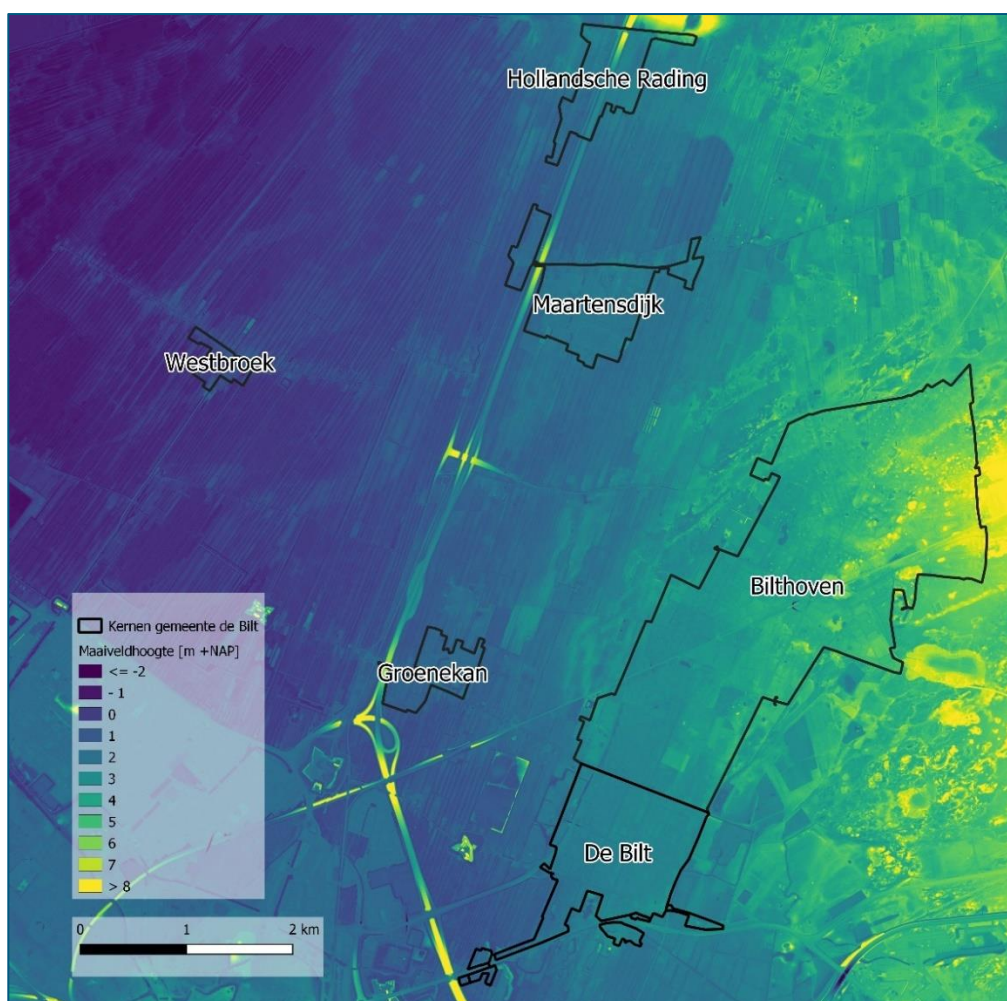 Hollandsche Rading
Maartensdijk
Westbroek
Bilthoven
Groenekan
De Bilt
Kernen gemeente de Bilt
Maaiveldhoogte [m +NAP]
<= -2
- 1
0
1
2
3
4
5
6
7
> 8
0 1 2 km